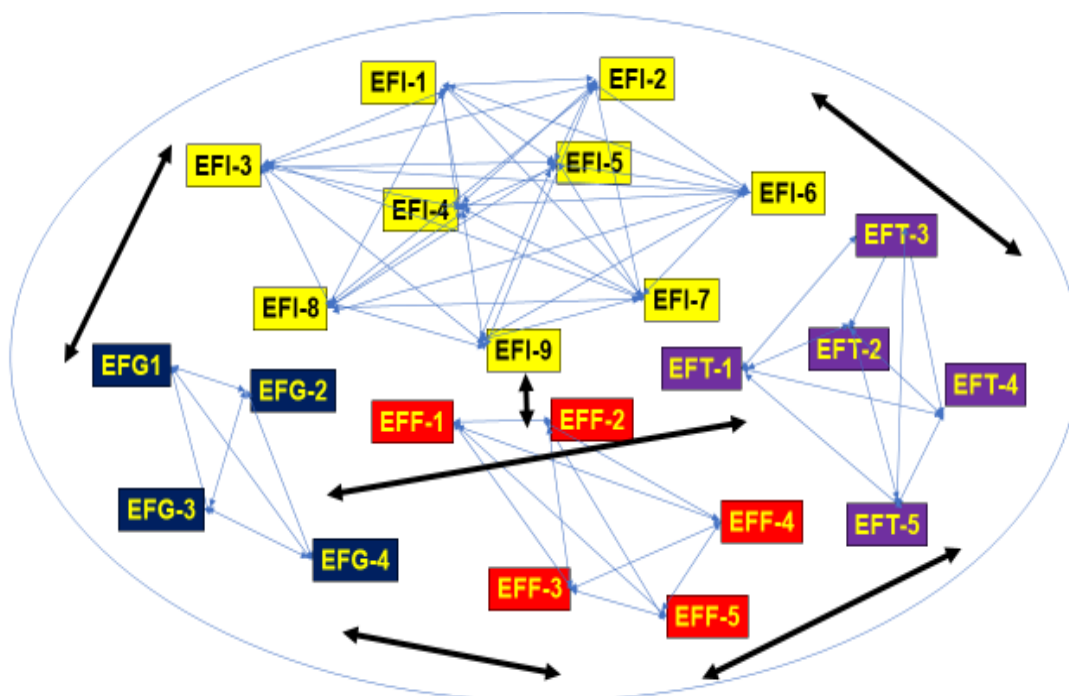 EFI-1
EFI-2
EFI-3
EFI-5
EFI-4
EFI-6
EFT-3
EFI-8
EFI-7
EFI-9
EFT-2
EFG1
EFT-1
EFG-2
EFT-4
EFF-1
EFF-2
EFG-3
EFF-4
EFT-5
EFG-4
EFF-3
EFF-5